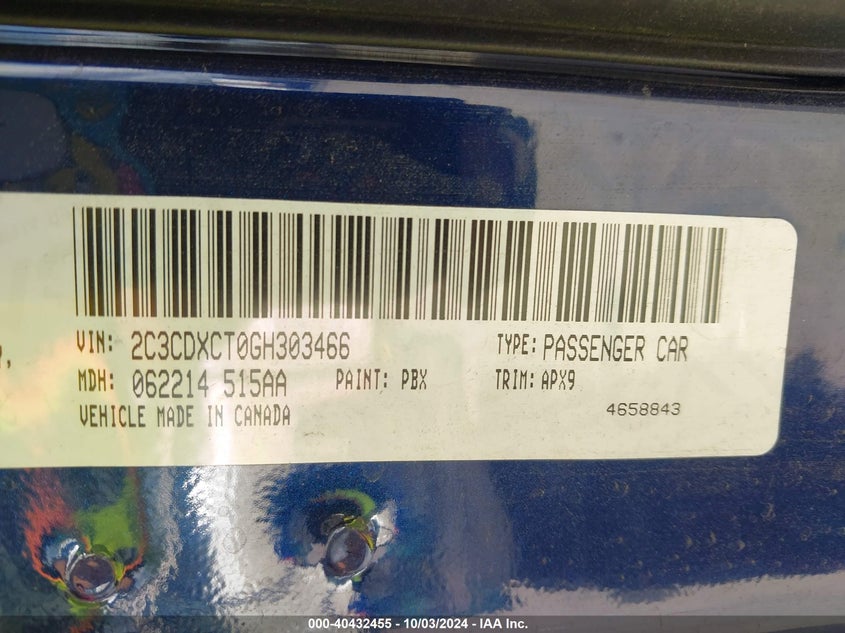 VIN: 2C3CDXCT0GH303466 TYPE: PASSENGER CAR
MDH: 062214 515AA PAINT: PBX TRIM: APX9
VEHICLE MADE IN CANADA 4658843
000-40432455 - 10/03/2024 - IAA Inc.